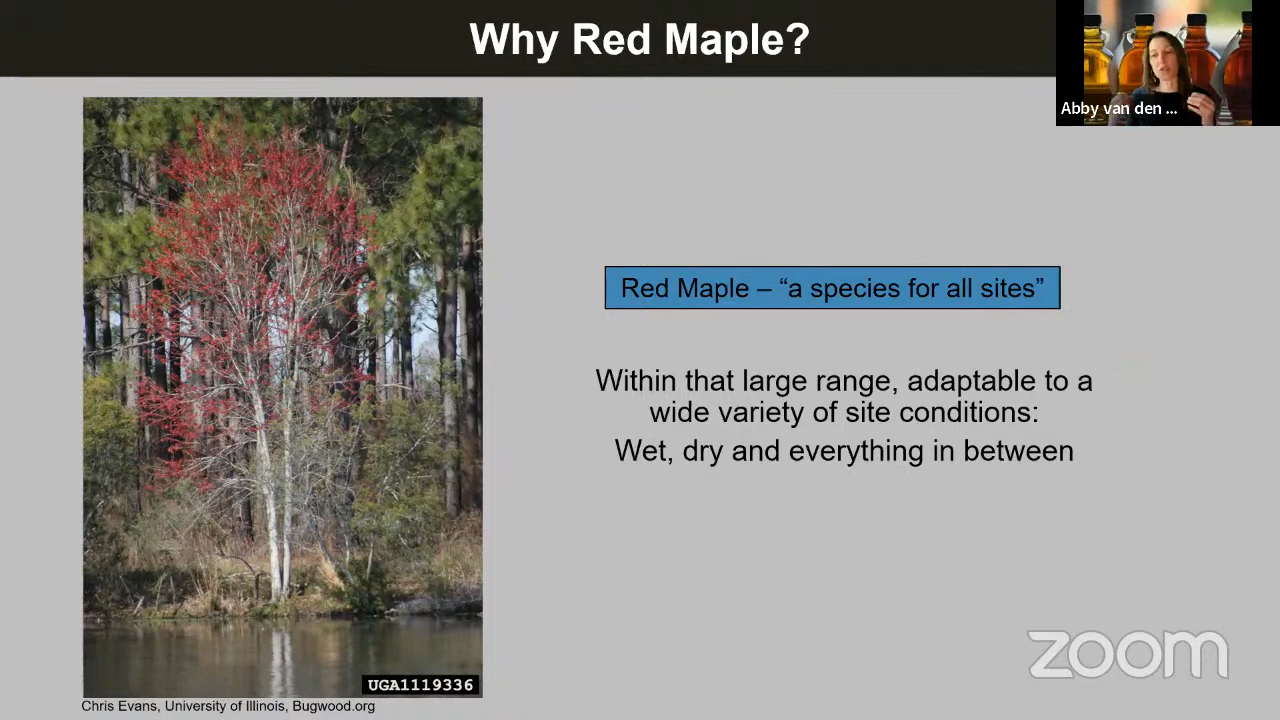 Why Red Maple?
Abby van den ...
Red Maple – “a species for all sites”
Within that large range, adaptable to a
wide variety of site conditions:
Wet, dry and everything in between
UGA1119336
Chris Evans, University of Illinois, Bugwood.org
zoom